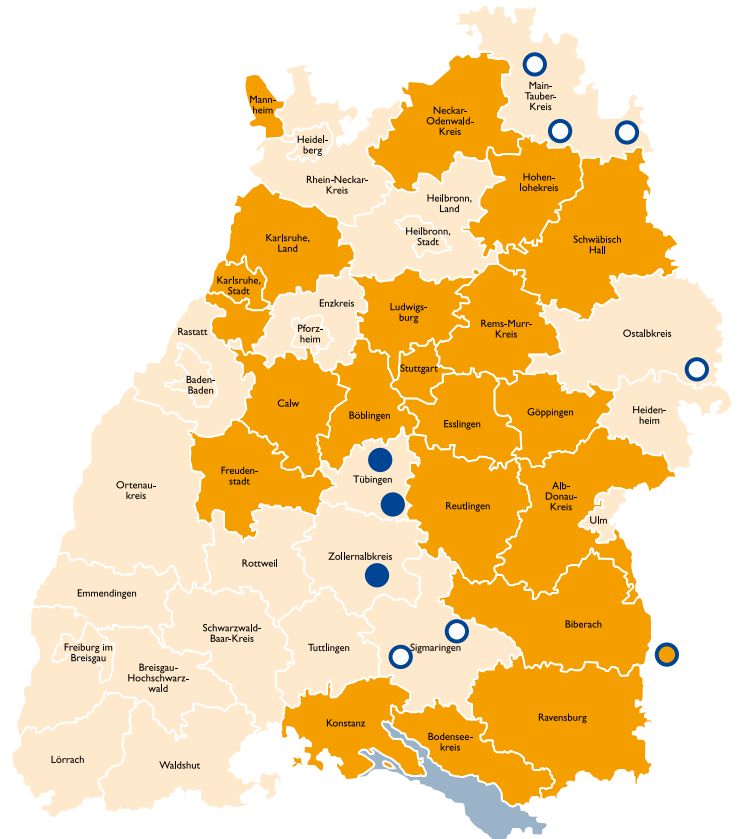 Main-
Tauber-
Kreis
Mann-
heim
Neckar-
Odenwald-
Kreis
Heidel-
berg
Rhein-Neckar-
Kreis
Hohen-
lohekreis
Heilbronn,
Land
Heilbronn,
Stadt
Karlsruhe,
Land
Schwäbisch
Hall
Karlsruhe,
Stadt
Enzkreis
Ludwigs-
burg
Rems-Murr-
Kreis
Rastatt
Pforz-
heim
Ostalbkreis
Stuttgart
Baden-
Baden
Calw
Böblingen
Esslingen
Göppingen
Heiden-
heim
Freuden-
stadt
Tübingen
Ortenau-
kreis
Reutlingen
Alb-
Donau-
Kreis
Ulm
Zollernalbkreis
Rottweil
Emmendingen
Schwarzwald-
Baar-Kreis
Biberach
Freiburg im
Breisgau
Tuttlingen
Sigmaringen
Breisgau-
Hochschwarz-
wald
Konstanz
Ravensburg
Bodensee-
kreis
Lörrach
Waldshut